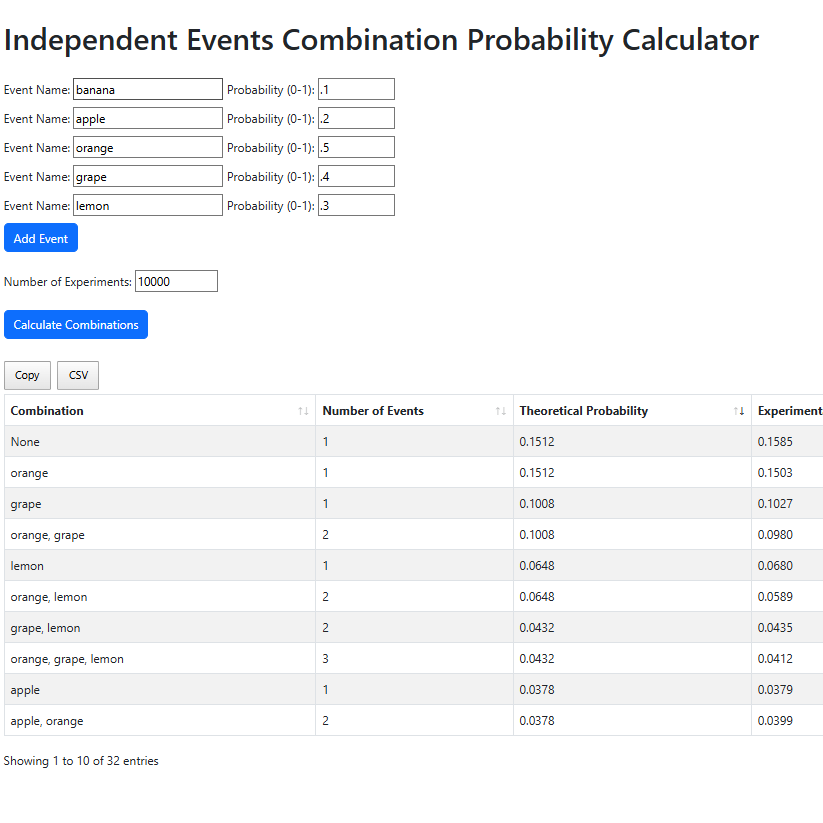 Independent Events Combination Probability Calculator
Event Name: banana Probability (0-1): .1
Event Name: apple Probability (0-1): .2
Event Name: orange Probability (0-1): .5
Event Name: grape Probability (0-1): .4
Event Name: lemon Probability (0-1): .3
Add Event
Number of Experiments: 10000
Calculate Combinations
Copy CSV
Combination Number of Events Theoretical Probability Experiment
None 1 0.1512 0.1585
orange 1 0.1512 0.1503
grape 1 0.1008 0.1027
orange, grape 2 0.1008 0.0980
lemon 1 0.0648 0.0680
orange, lemon 2 0.0648 0.0589
grape, lemon 2 0.0432 0.0435
orange, grape, lemon 3 0.0432 0.0412
apple 1 0.0378 0.0379
apple, orange 2 0.0378 0.0399
Showing 1 to 10 of 32 entries